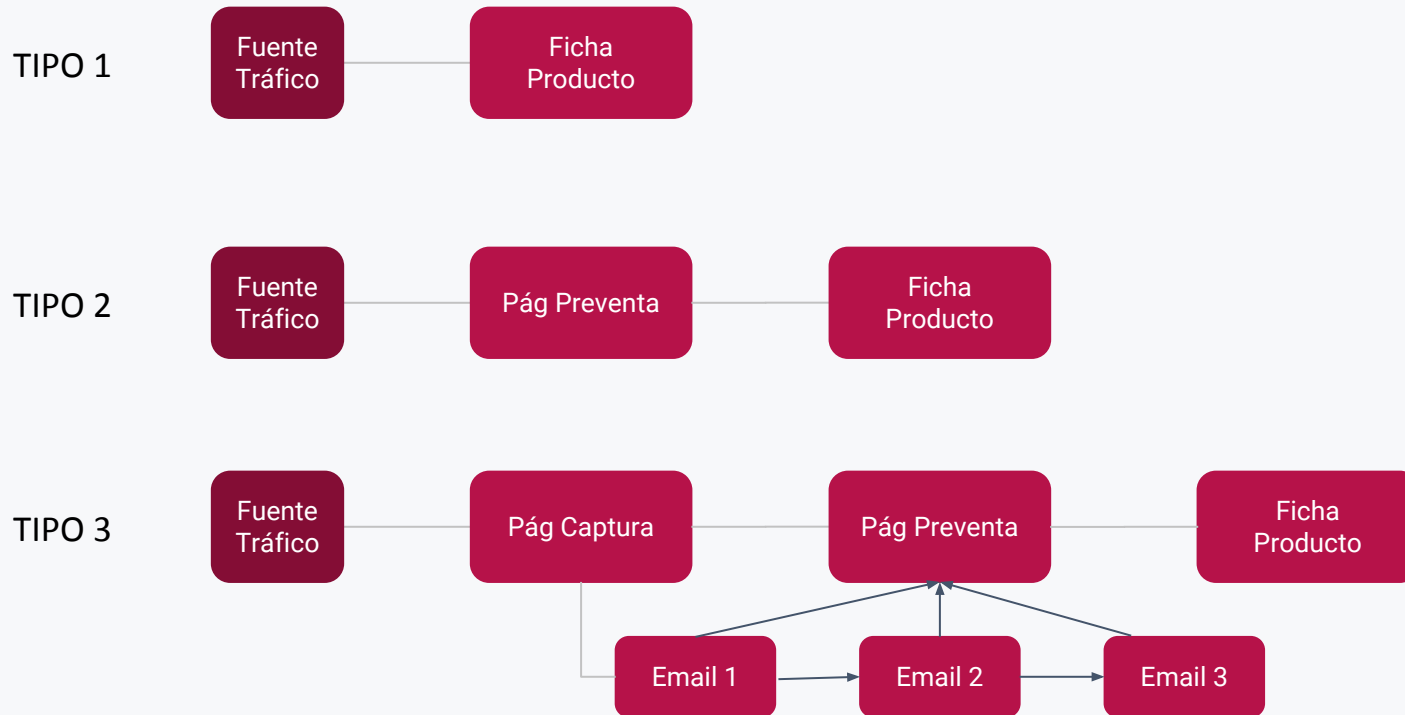 TIPO 1
Fuente
Tráfico
Ficha
Producto
TIPO 2
Fuente
Tráfico
Pág Preventa
Ficha
Producto
TIPO 3
Fuente
Tráfico
Pág Captura
Pág Preventa
Ficha
Producto
Email 1
Email 2
Email 3